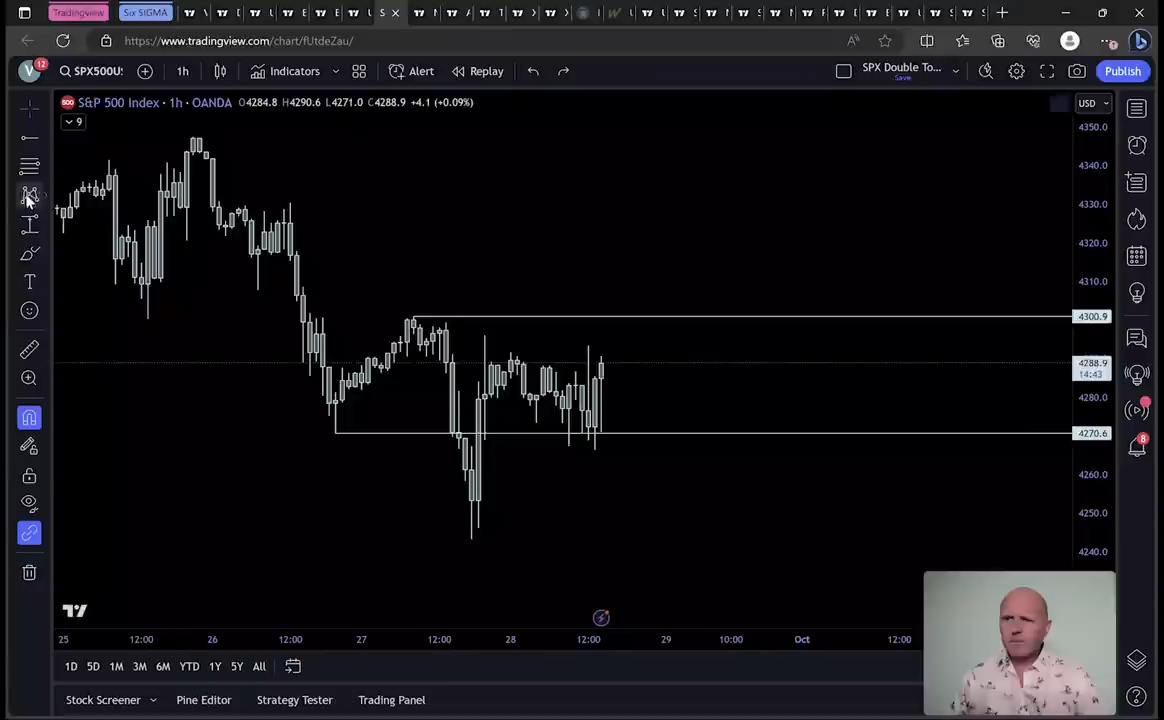 Tradingview
Six SIGMA
https://www.tradingview.com/chart/fUtdeZau/
V
12
SPX500U:
1h
Indicators
Alert
Replay
SPX Double To...
Save
Publish
500
S&P 500 Index · 1h · OANDA
O4284.8 H4290.6 L4271.0 C4288.9 +4.1 (+0.09%)
9
USD
4350.0
4340.0
4330.0
4320.0
4310.0
4300.9
4288.9
14:43
4280.0
4270.6
4260.0
4250.0
4240.0
8
25
12:00
26
12:00
27
12:00
28
12:00
29
10:00
Oct
12:00
1D
5D
1M
3M
6M
YTD
1Y
5Y
All
Stock Screener
Pine Editor
Strategy Tester
Trading Panel